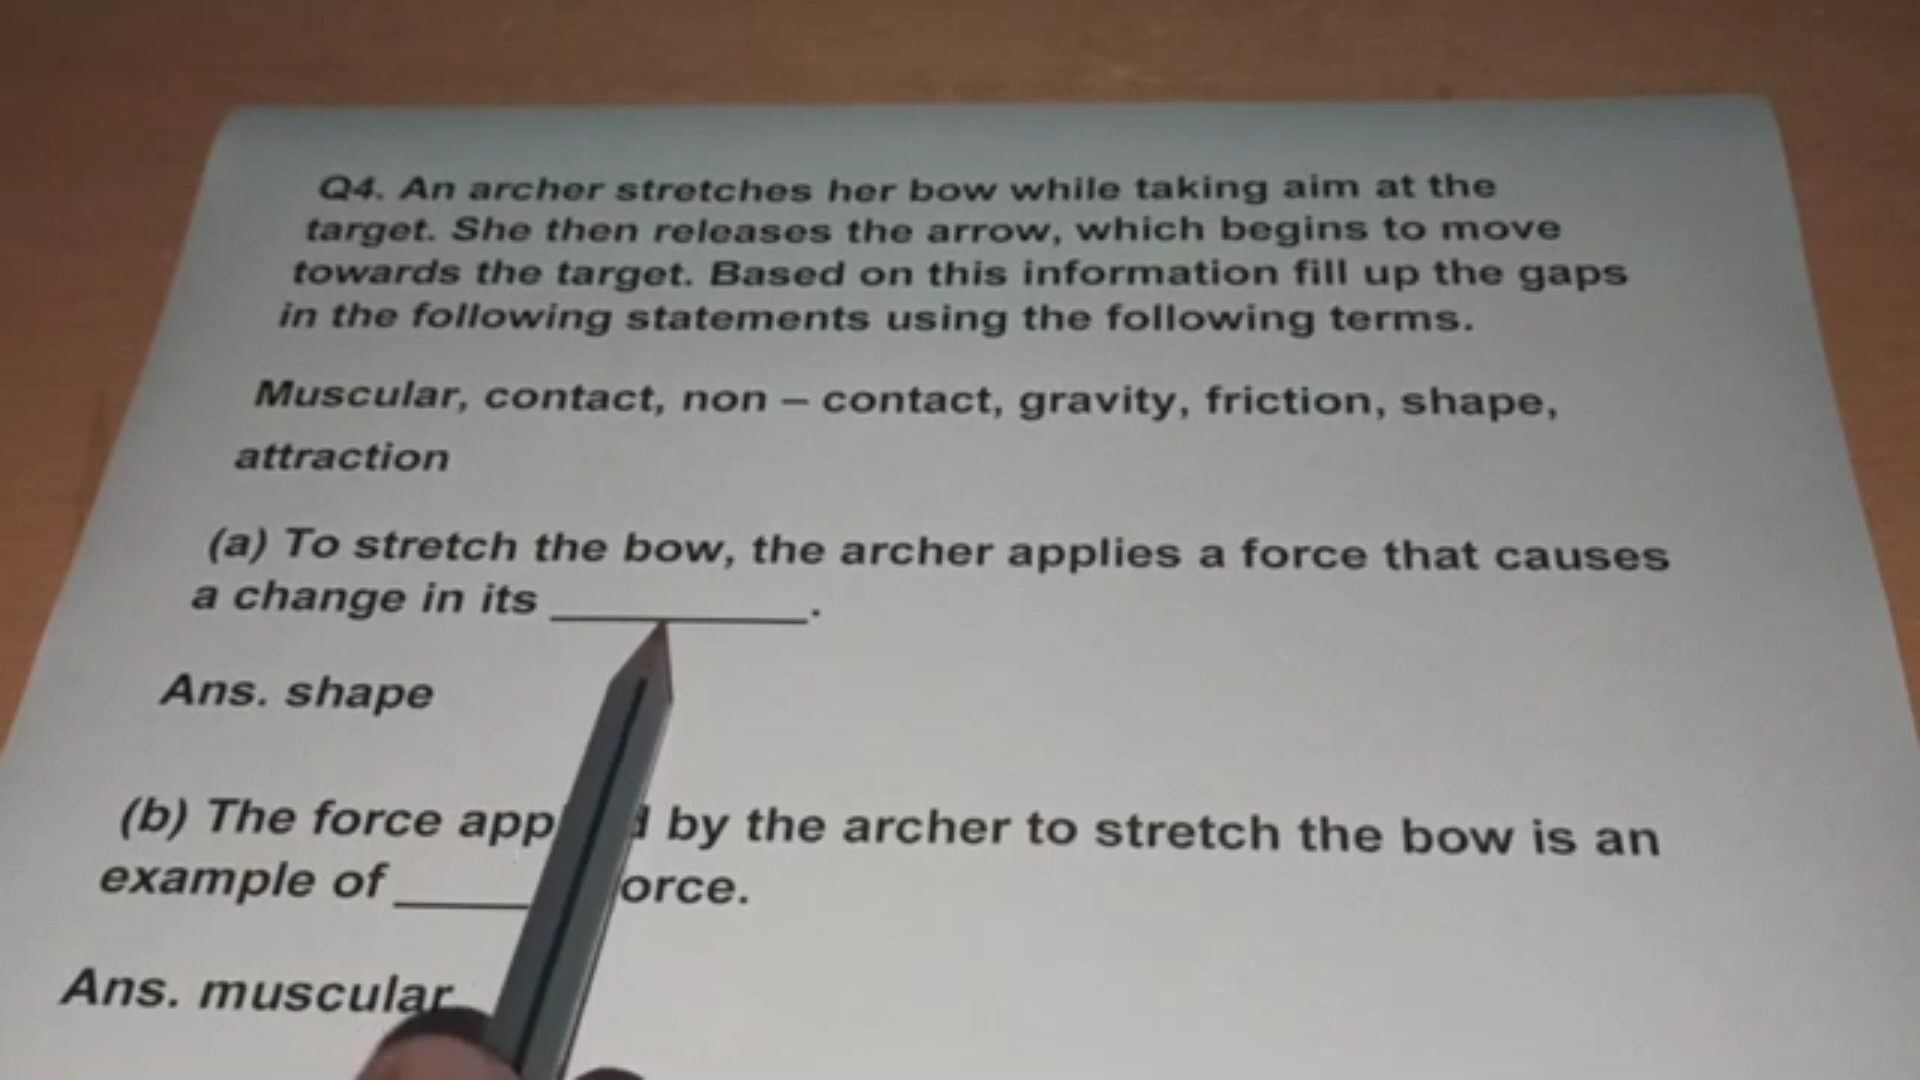 Q4. An archer stretches her bow while taking aim at the
target. She then releases the arrow, which begins to move
towards the target. Based on this information fill up the gaps
in the following statements using the following terms.
Muscular, contact, non – contact, gravity, friction, shape,
attraction
(a) To stretch the bow, the archer applies a force that causes
a change in its __________.
Ans. shape
(b) The force by the archer to stretch the bow is an
example of ______
Ans. muscular